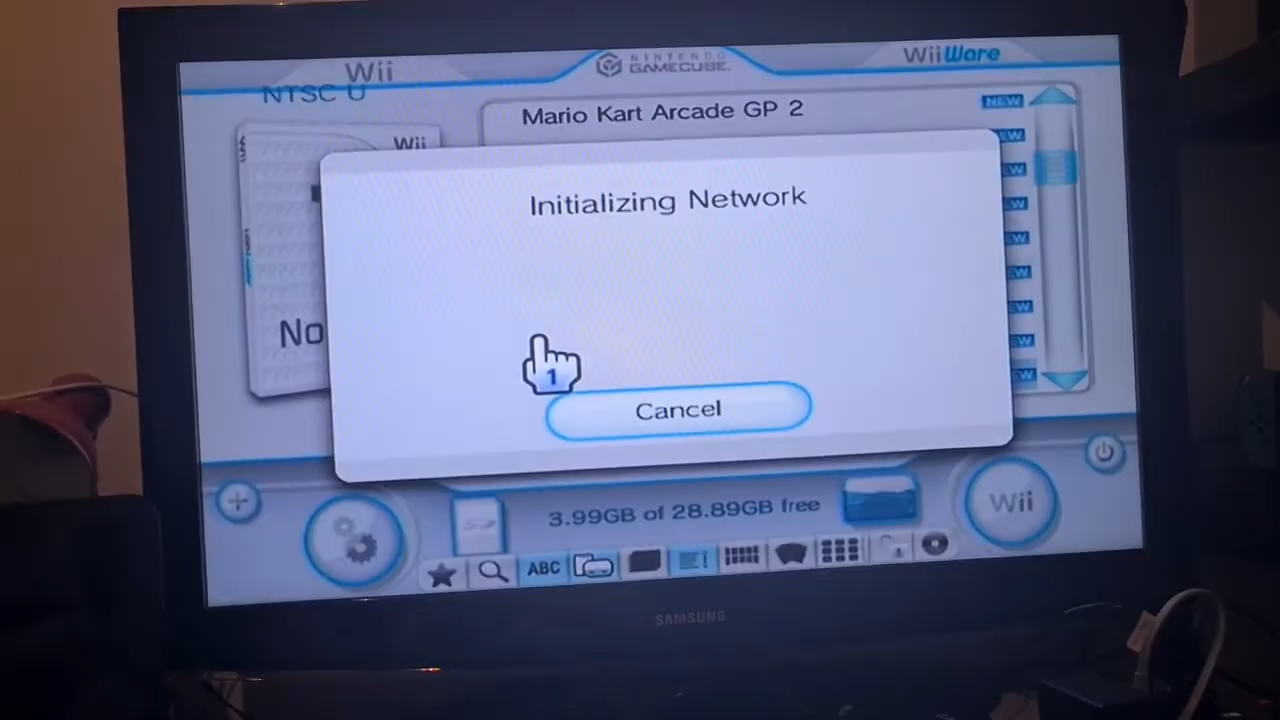 Wii
NINTENDO
GAMECUBE.
WiiWare
NTSC U
Mario Kart Arcade GP 2
NEW
Wii
Initializing Network
No
1
Cancel
3.99GB of 28.89GB free
Wii
ABC
SAMSUNG